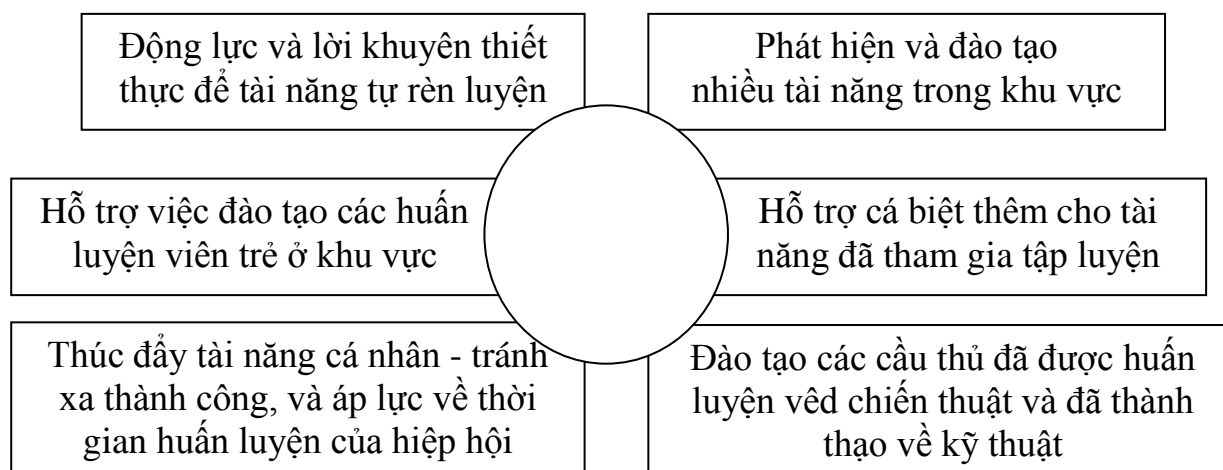 Động lực và lời khuyên thiết
thực để tài năng tự rèn luyện
Phát hiện và đào tạo
nhiều tài năng trong khu vực
Hỗ trợ việc đào tạo các huấn
luyện viên trẻ ở khu vực
Hỗ trợ cá biệt thêm cho tài
năng đã tham gia tập luyện
Thúc đẩy tài năng cá nhân - tránh
xa thành công, và áp lực về thời
gian huấn luyện của hiệp hội
Đào tạo các cầu thủ đã được huấn
luyện vêd chiến thuật và đã thành
thạo về kỹ thuật